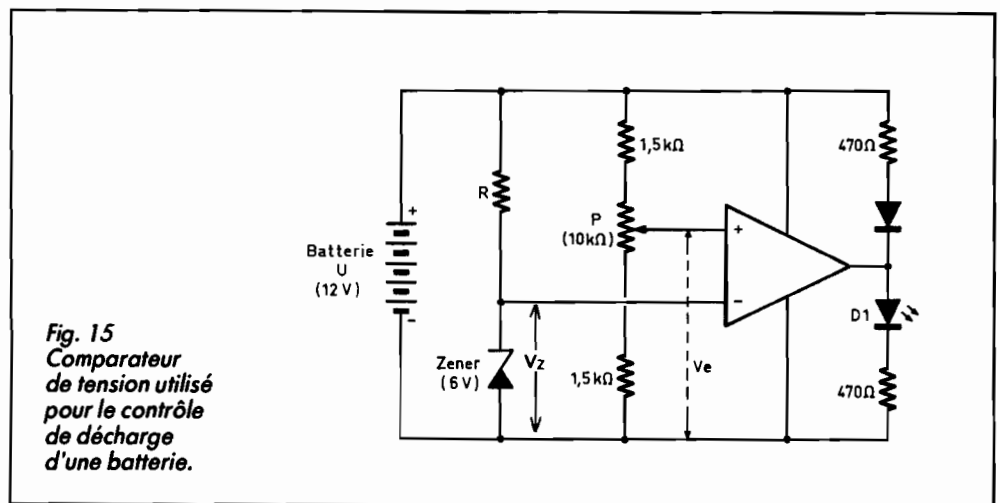 1,5kΩ
470Ω
R
P
(10kΩ)
+
+
Batterie
U
(12 V)
-
-
D1
Fig. 15
Comparateur
de tension utilisé
pour le contrôle
de décharge
d'une batterie.
Zener
(6 V)
Vz
1,5kΩ
Ve
470Ω